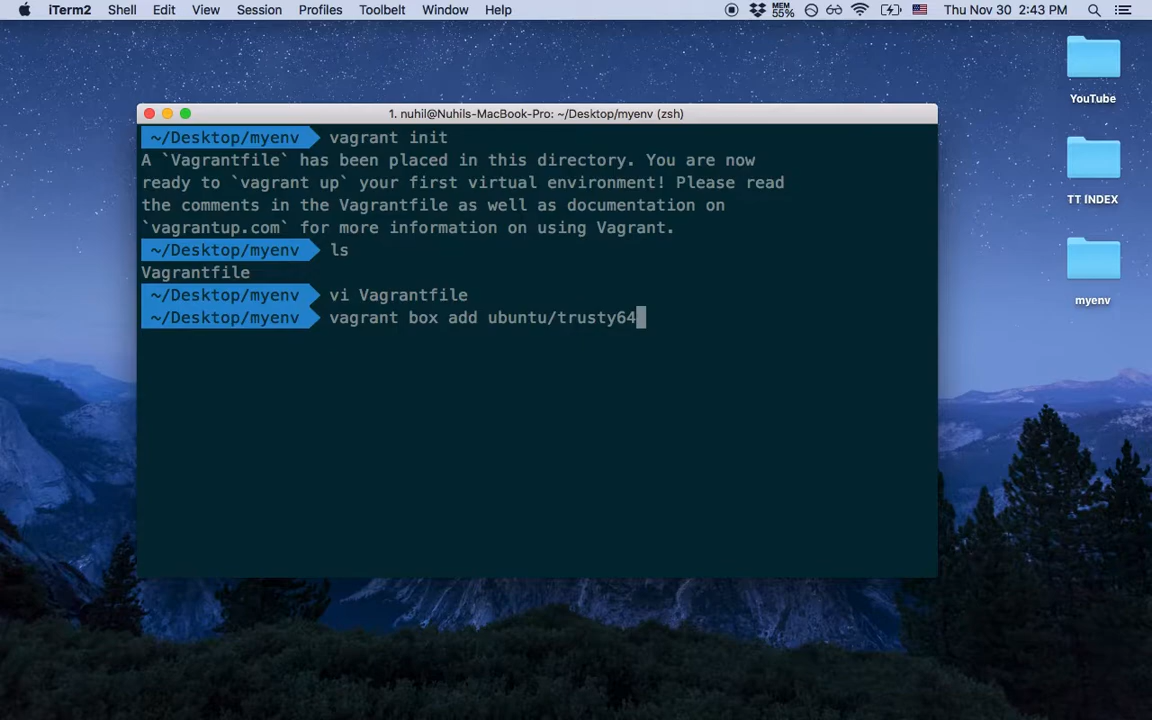 iTerm2 Shell Edit View Session Profiles Toolbelt Window Help MEM 55% Thu Nov 30 2:43 PM
YouTube
TT INDEX
myenv
1. nuhil@Nuhils-MacBook-Pro: ~/Desktop/myenv (zsh)
~/Desktop/myenv vagrant init
A `Vagrantfile` has been placed in this directory. You are now
ready to `vagrant up` your first virtual environment! Please read
the comments in the Vagrantfile as well as documentation on
`vagrantup.com` for more information on using Vagrant.
~/Desktop/myenv ls
Vagrantfile
~/Desktop/myenv vi Vagrantfile
~/Desktop/myenv vagrant box add ubuntu/trusty64